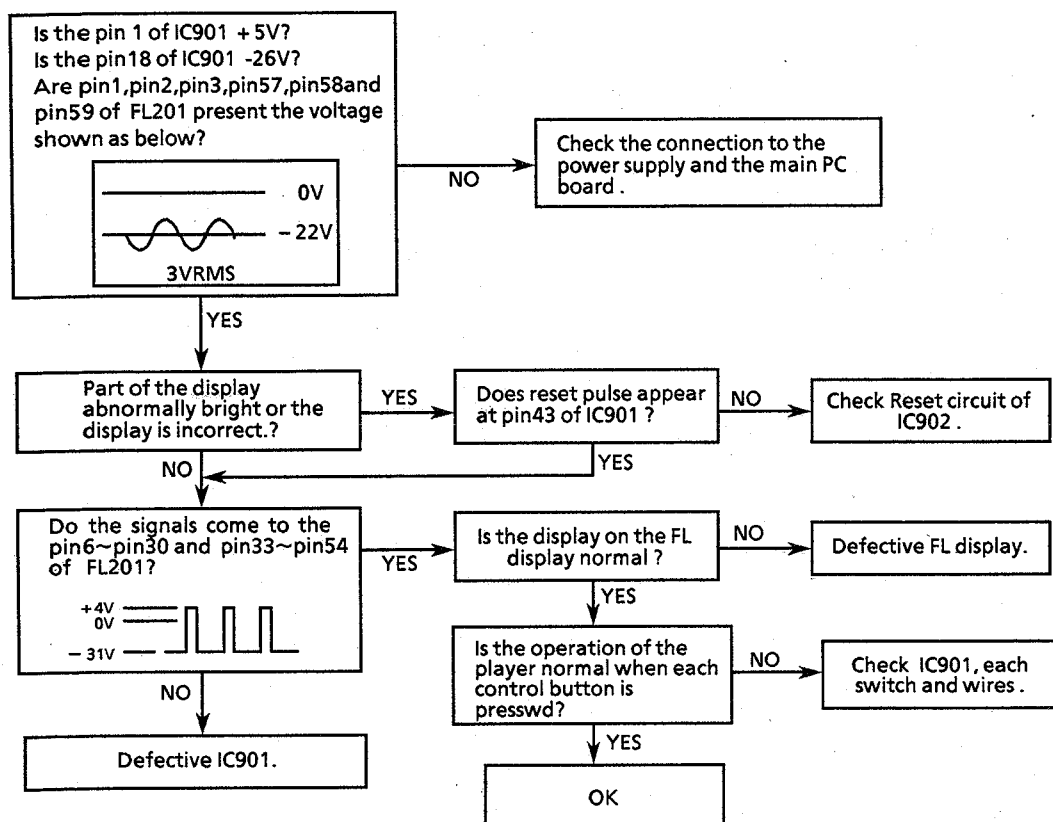 Is the pin 1 of IC901 +5V?
Is the pin18 of IC901 -26V?
Are pin1,pin2,pin3,pin57,pin58and
pin59 of FL201 present the voltage
shown as below?
0V
-22V
3VRMS
NO
Check the connection to the
power supply and the main PC
board.
YES
Part of the display
abnormally bright or the
display is incorrect.?
YES
Does reset pulse appear
at pin43 of IC901 ?
NO
Check Reset circuit of
IC902 .
NO
YES
Do the signals come to the
pin6~pin30 and pin33~pin54
of FL201?
+4V
0V
-31V
YES
Is the display on the FL
display normal ?
NO
Defective FL display.
YES
NO
Is the operation of the
player normal when each
control button is
presswd?
NO
Check IC901, each
switch and wires .
Defective IC901.
YES
OK